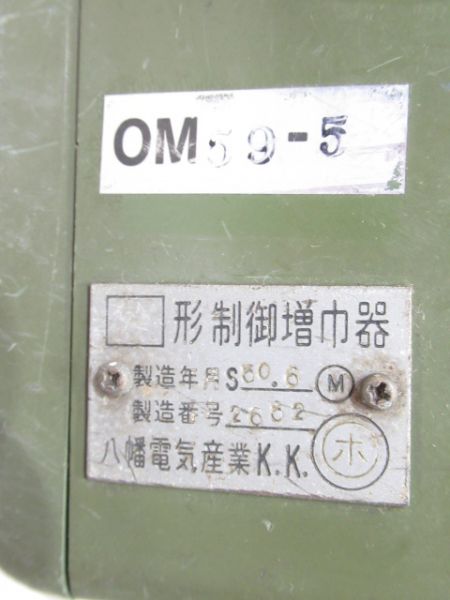 OM59-5
形制御増巾器
製造年月S50.6 M
製造番号2662
八幡電気産業K.K. ホ